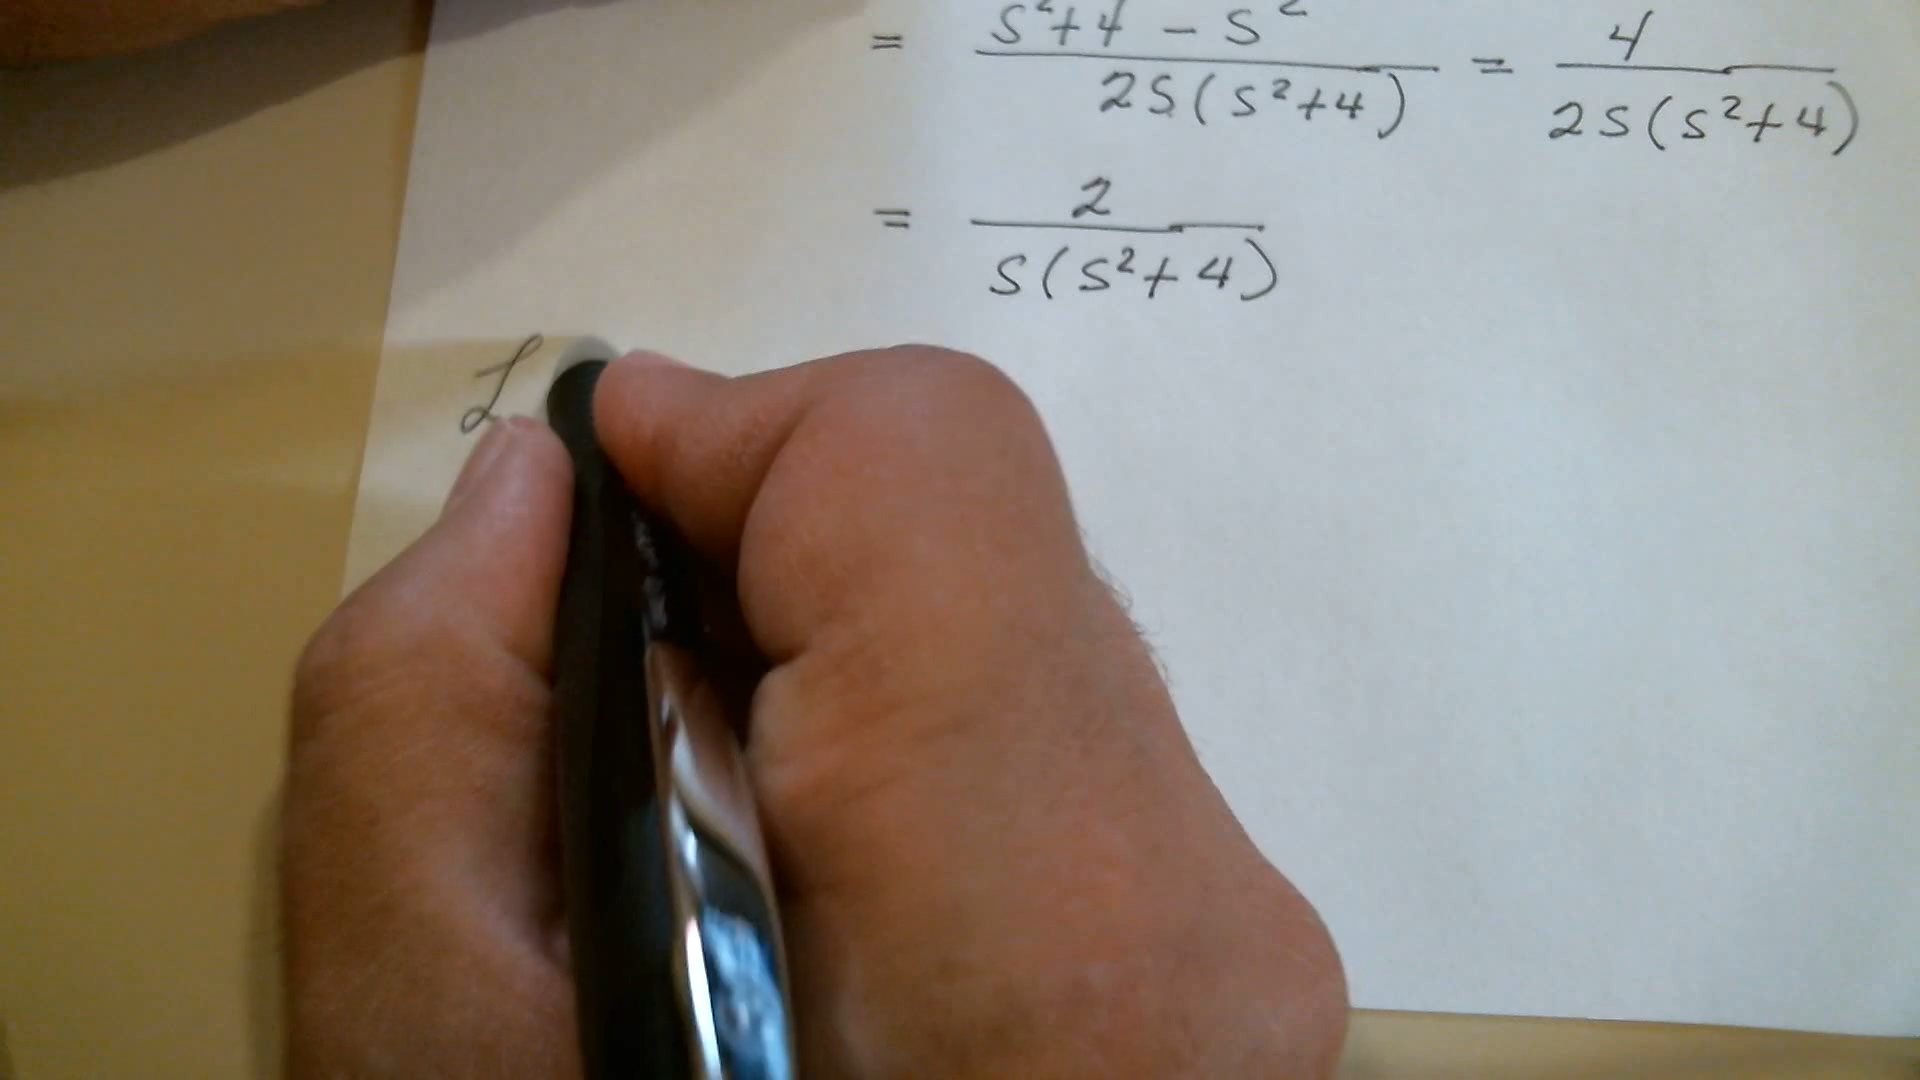 = s²+4 - s² / 2s(s²+4) = 4 / 2s(s²+4)
= 2 / s(s²+4)
ℒ